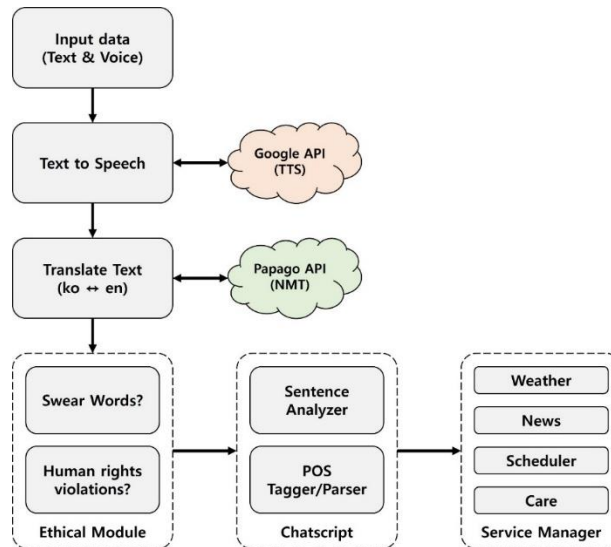 Input data
(Text & Voice)
Text to Speech
Google API
(TTS)
Translate Text
(ko ↔ en)
Papago API
(NMT)
Swear Words?
Human rights
violations?
Ethical Module
Sentence
Analyzer
POS
Tagger/Parser
Chatscript
Weather
News
Scheduler
Care
Service Manager